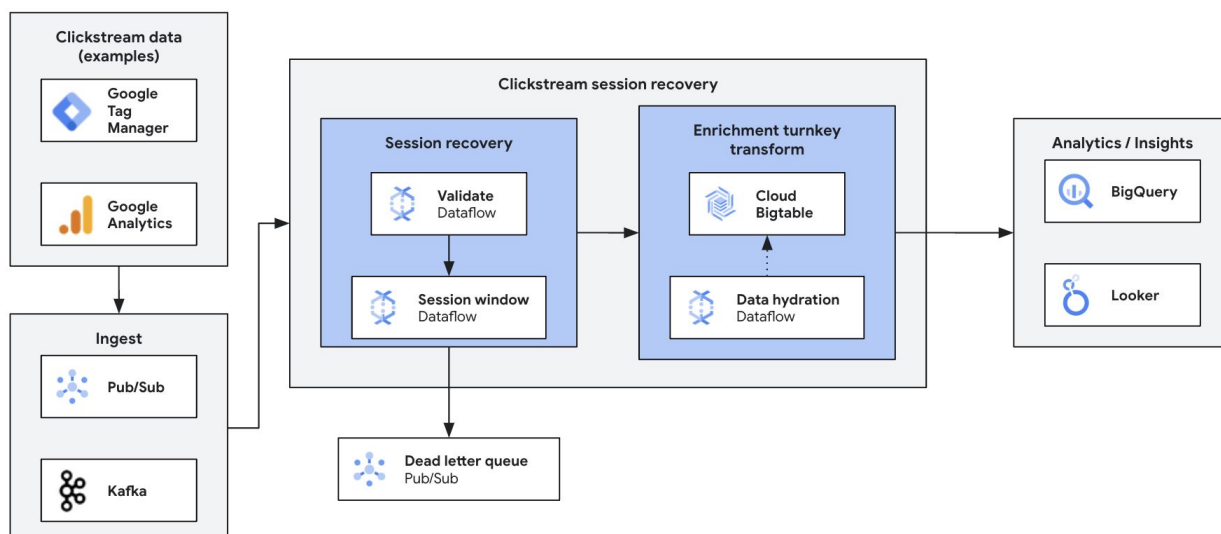 Clickstream data
(examples)
Google
Tag
Manager
Google
Analytics
Ingest
Pub/Sub
Kafka
Clickstream session recovery
Session recovery
Validate
Dataflow
Session window
Dataflow
Dead letter queue
Pub/Sub
Enrichment turnkey
transform
Cloud
Bigtable
Data hydration
Dataflow
Analytics / Insights
BigQuery
Looker